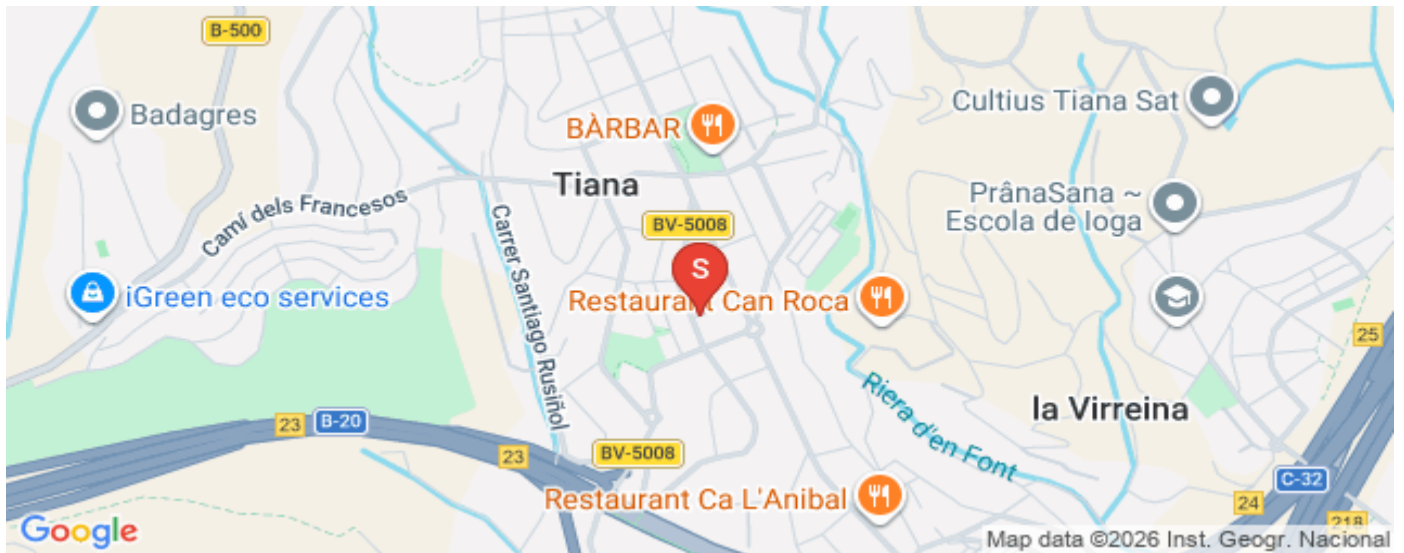 B-500
Badagres
BÀRBAR
Cultius Tiana Sat
Tiana
Camí dels Francesos
PrânaSana ~
Escola de Ioga
BV-5008
Carrer Santiago Rusiñol
S
iGreen eco services
Restaurant Can Roca
25
Riera d'en Font
la Virreina
23
B-20
23
BV-5008
C-32
Restaurant Ca L'Anibal
24
218
Google
Map data ©2026 Inst. Geogr. Nacional